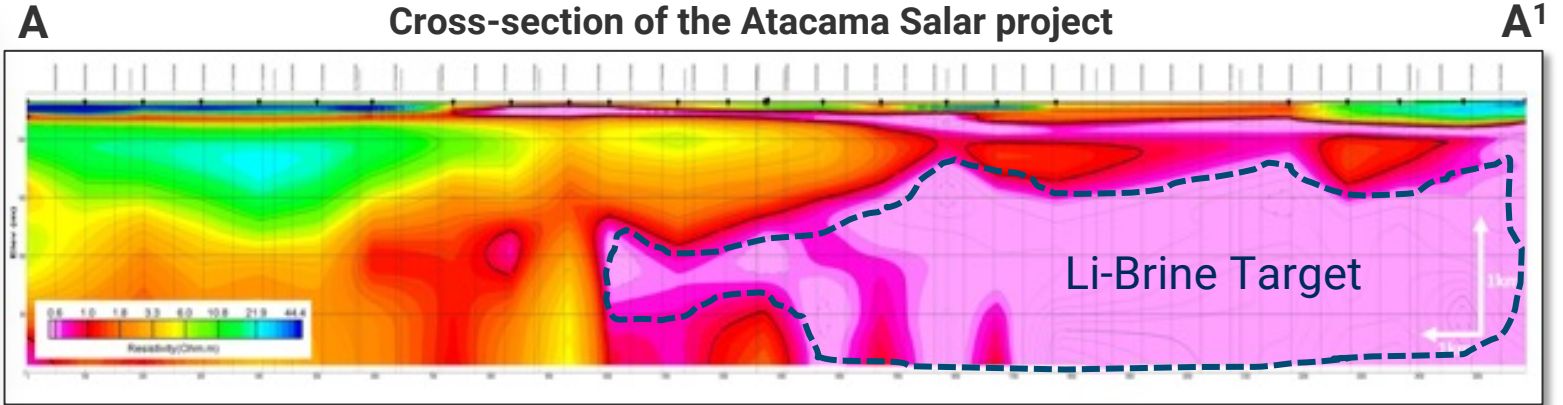 A
Cross-section of the Atacama Salar project
A¹
Li-Brine Target
1km
0.6 1.0 1.8 3.3 6.0 10.8 21.9 44.4
Resistivity(Ohm.m)